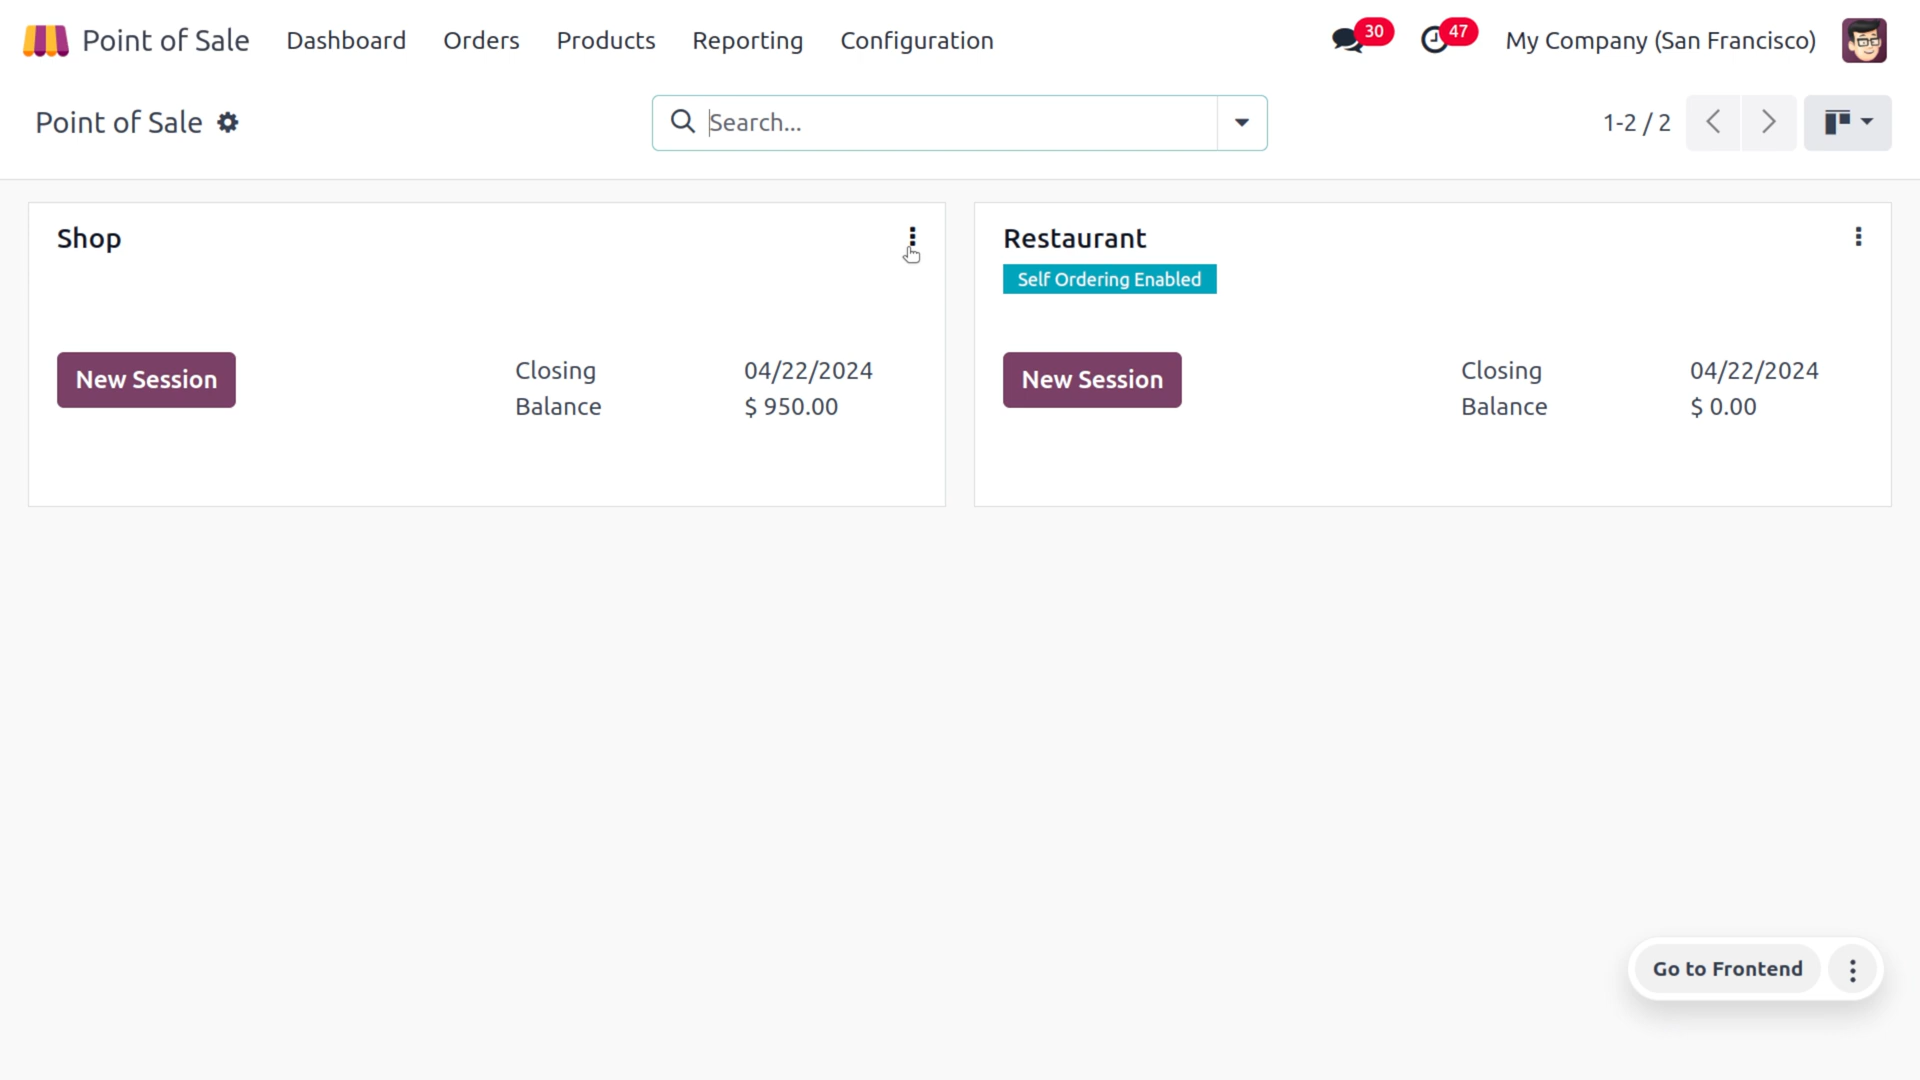 Point of Sale Dashboard Orders Products Reporting Configuration 30 47 My Company (San Francisco)
Point of Sale Search... 1-2 / 2
Shop
New Session
Closing 04/22/2024
Balance $ 950.00
Restaurant
Self Ordering Enabled
New Session
Closing 04/22/2024
Balance $ 0.00
Go to Frontend